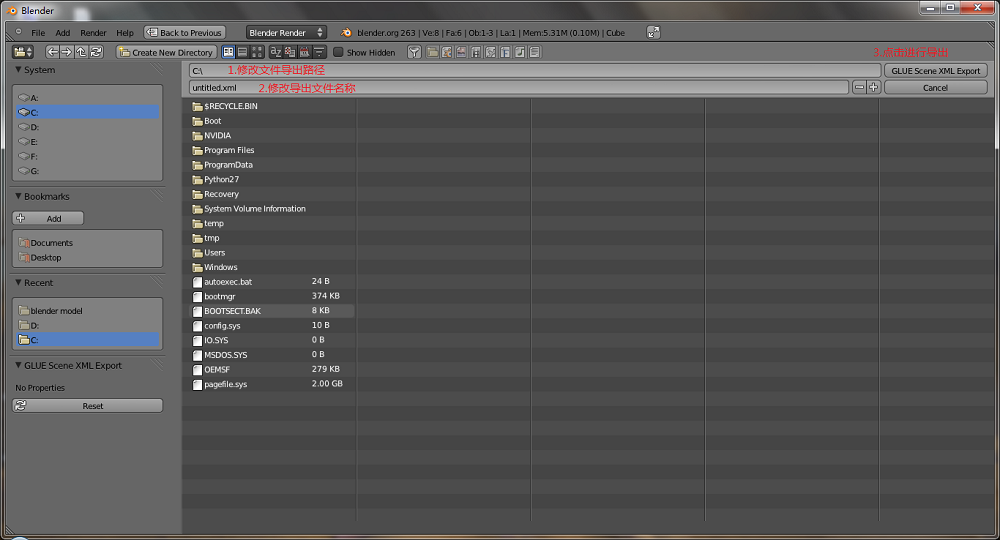 Blender
File Add Render Help Back to Previous Blender Render blender.org 263 | Ve:8 | Fa:6 | Ob:1-3 | La:1 | Mem:5.31M (0.10M) | Cube
Create New Directory Show Hidden 3.点击进行导出
System
C:\ 1.修改文件导出路径 GLUE Scene XML Export
untitled.xml 2.修改导出文件名称 Cancel
A:
C:
D:
E:
F:
G:
Bookmarks
Add
Documents
Desktop
Recent
blender model
D:
C:
GLUE Scene XML Export
No Properties
Reset
$RECYCLE.BIN
Boot
NVIDIA
Program Files
ProgramData
Python27
Recovery
System Volume Information
temp
tmp
Users
Windows
autoexec.bat 24 B
bootmgr 374 KB
BOOTSECT.BAK 8 KB
config.sys 10 B
IO.SYS 0 B
MSDOS.SYS 0 B
OEMSF 279 KB
pagefile.sys 2.00 GB